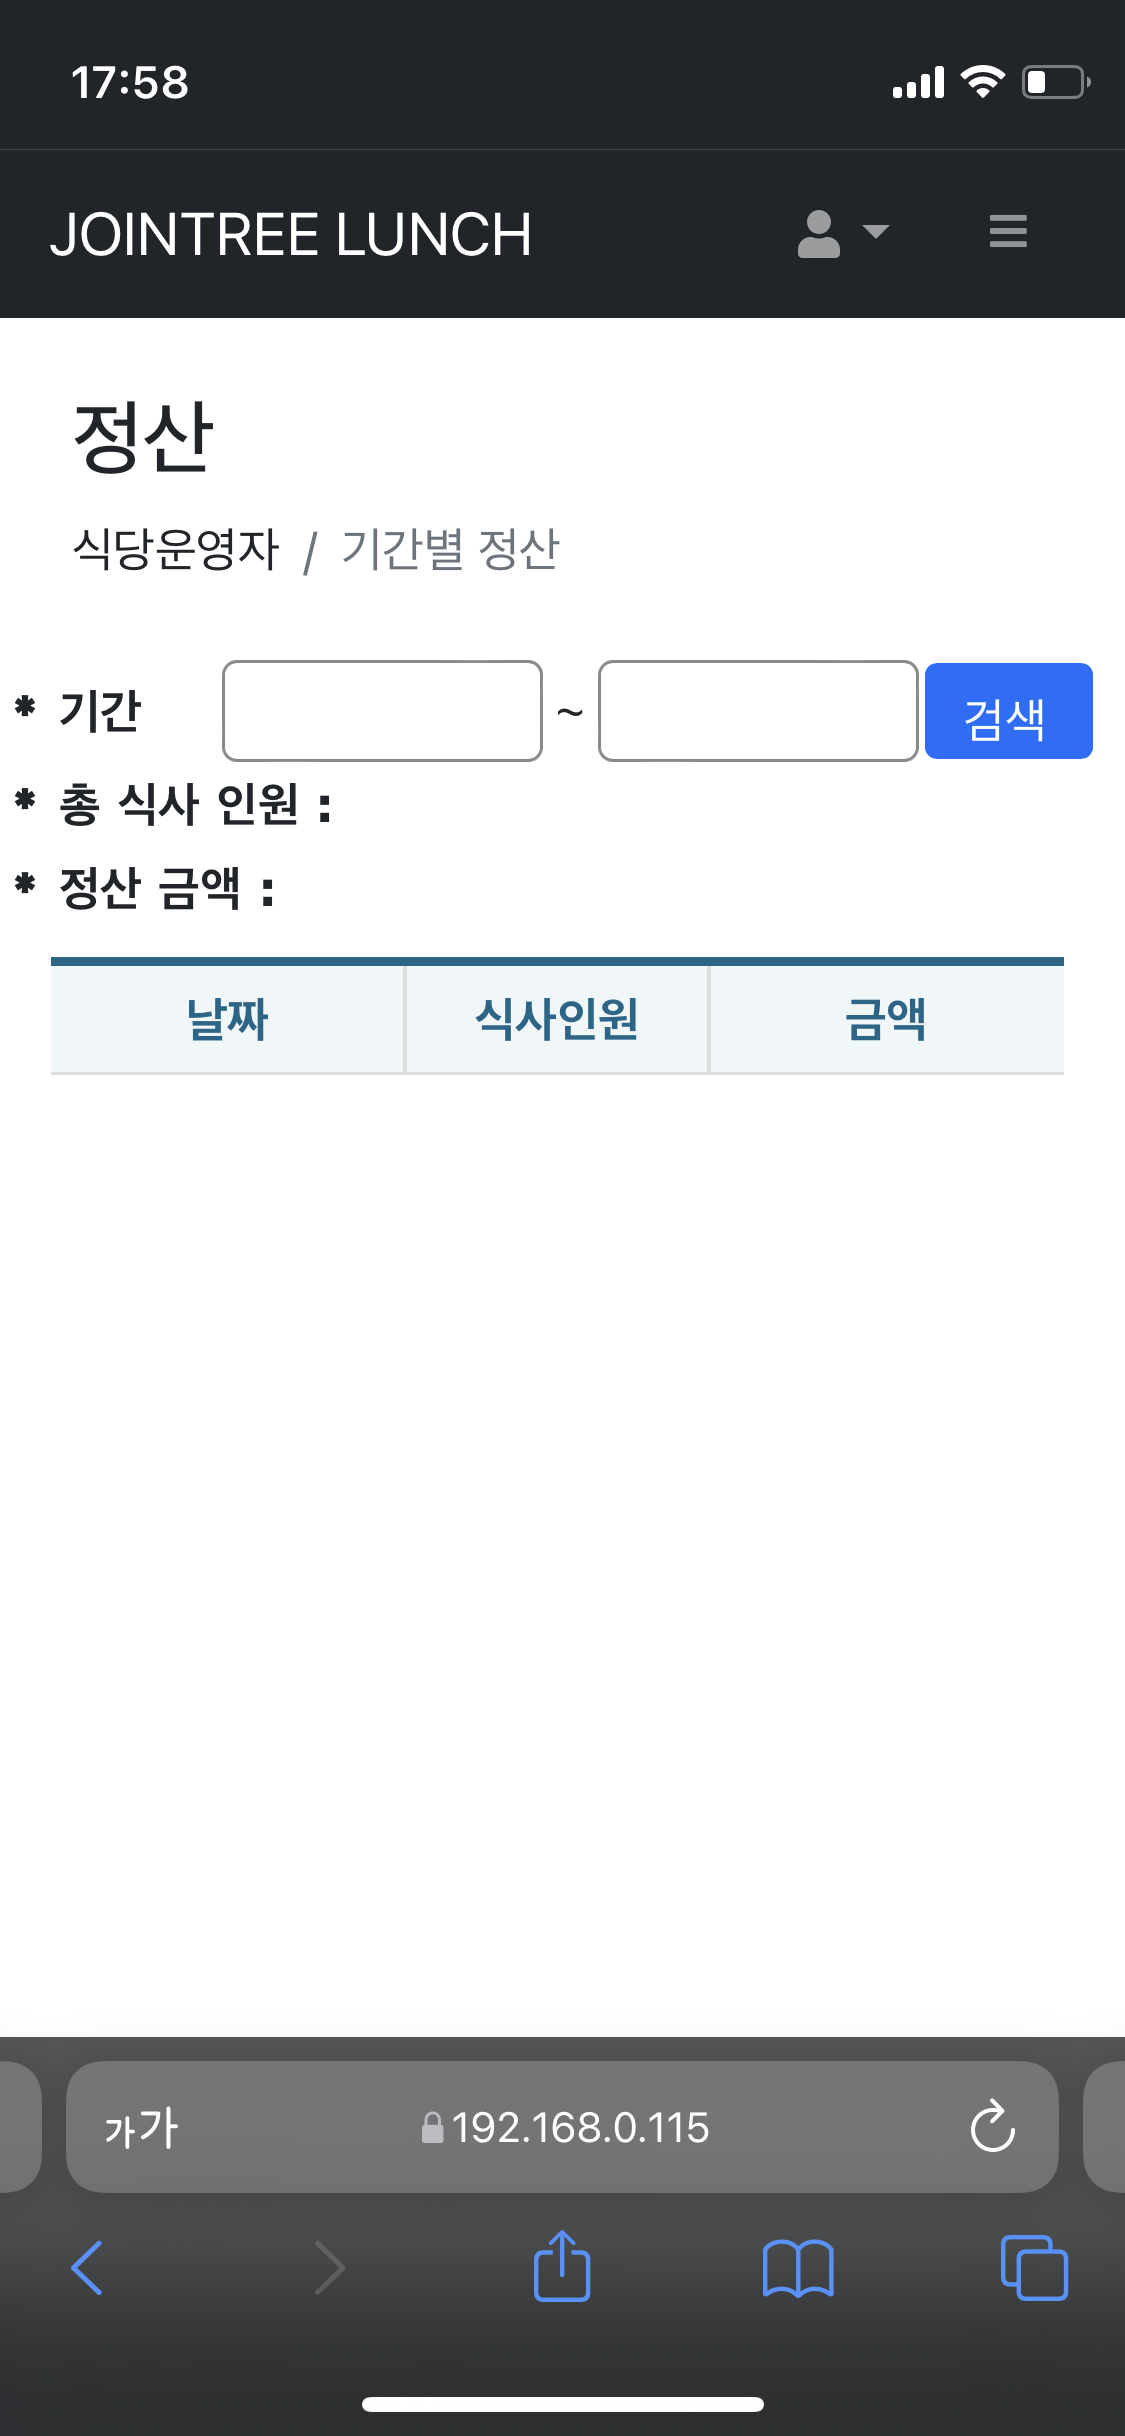 17:58
JOINTREE LUNCH
정산
식당운영자 / 기간별 정산
* 기간 ~ 검색
* 총 식사 인원 :
* 정산 금액 :
날짜 식사인원 금액
가가 192.168.0.115